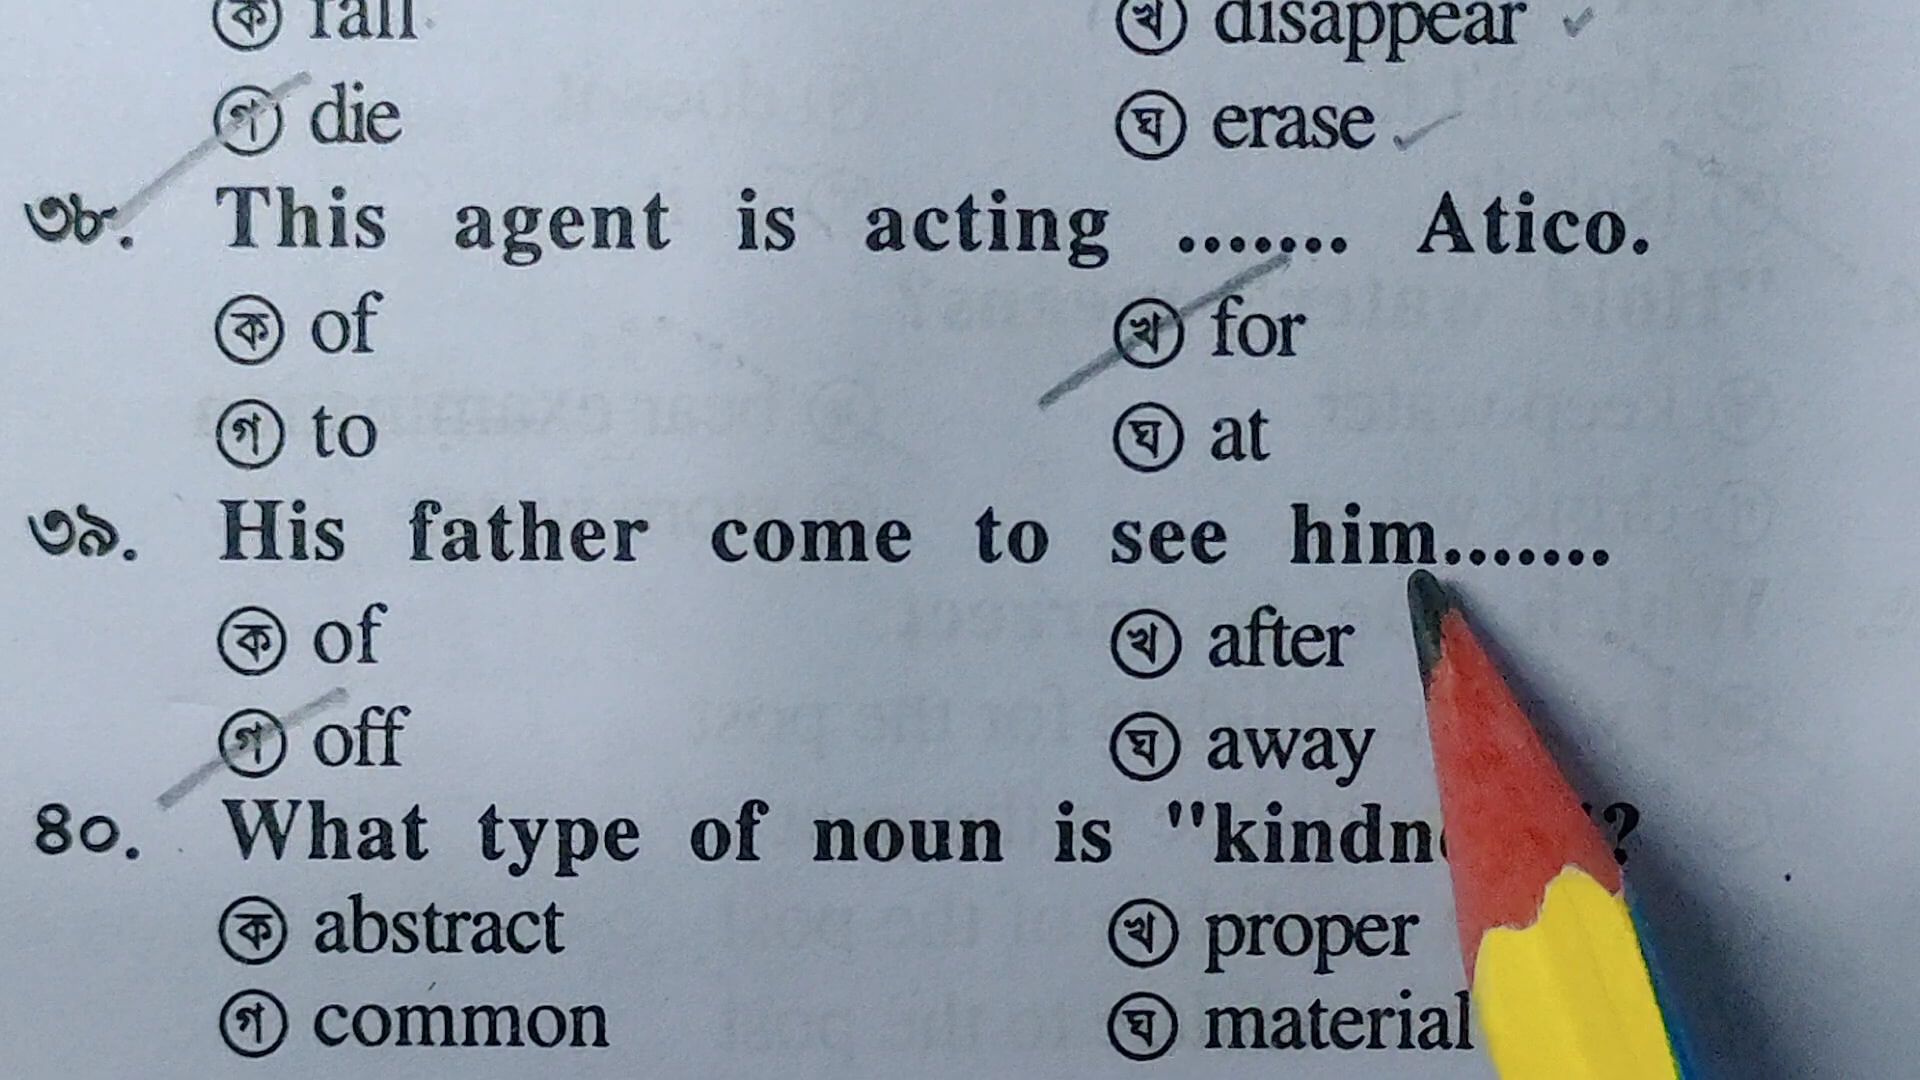 ক fall খ disappear
গ die ঘ erase
৩৮. This agent is acting ....... Atico.
ক of খ for
গ to ঘ at
৩৯. His father come to see him.......
ক of খ after
গ off ঘ away
৪০. What type of noun is "kindn ?
ক abstract খ proper
গ common ঘ material